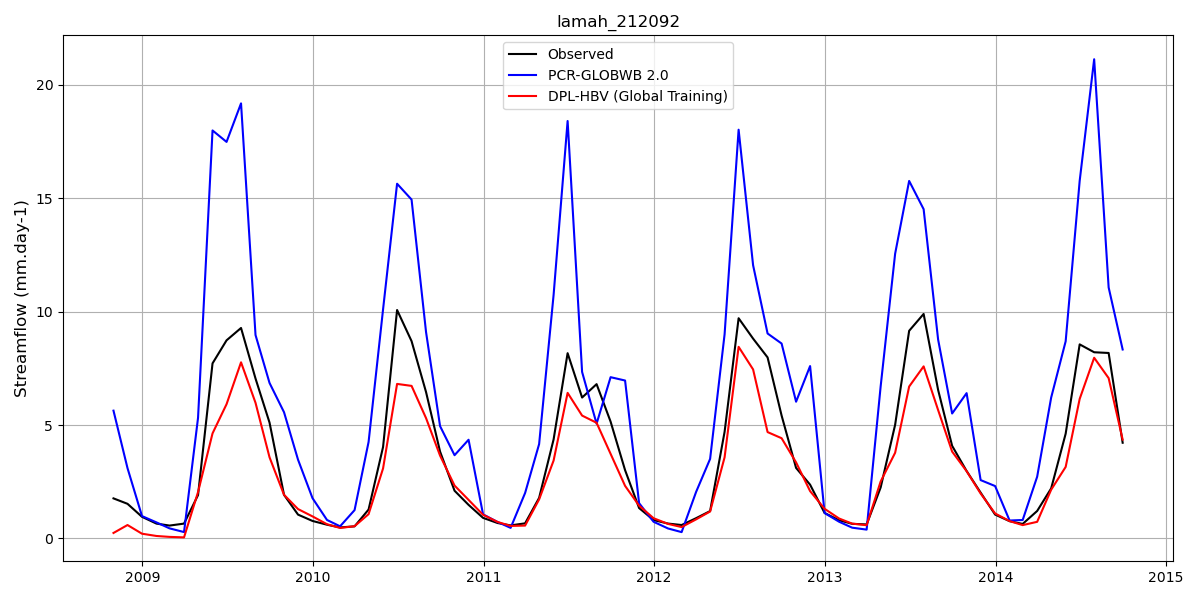 lamah_212092
Observed
PCR-GLOBWB 2.0
DPL-HBV (Global Training)
Streamflow (mm.day-1)
20
15
10
5
0
2009 2010 2011 2012 2013 2014 2015